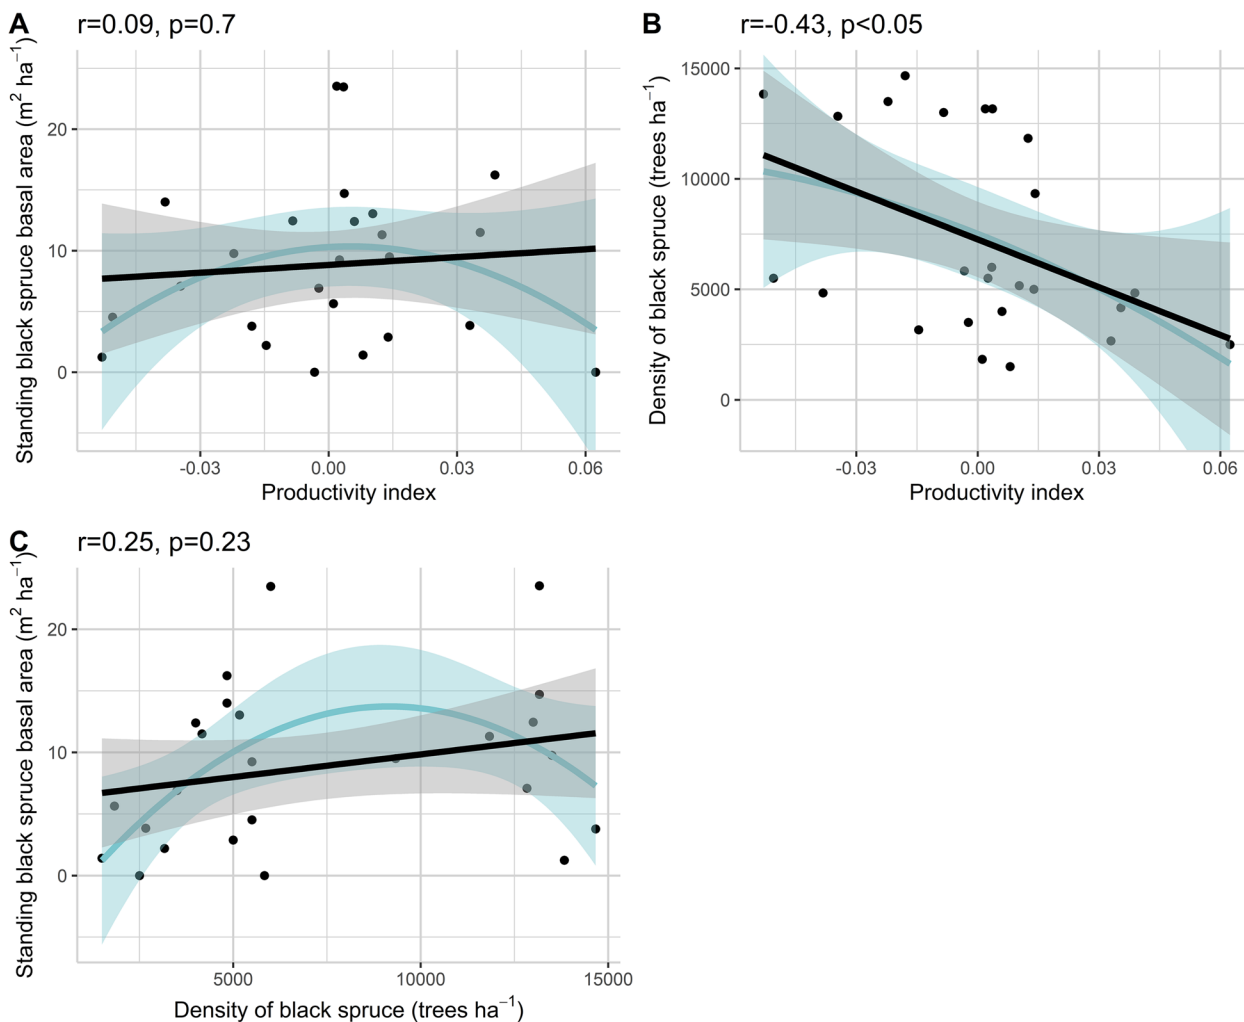 A
r=0.09, p=0.7
Standing black spruce basal area (m² ha⁻¹)
20
10
0
-0.03
0.00
0.03
0.06
Productivity index
B
r=-0.43, p<0.05
Density of black spruce (trees ha⁻¹)
15000
10000
5000
0
-0.03
0.00
0.03
0.06
Productivity index
C
r=0.25, p=0.23
Standing black spruce basal area (m² ha⁻¹)
20
10
0
5000
10000
15000
Density of black spruce (trees ha⁻¹)